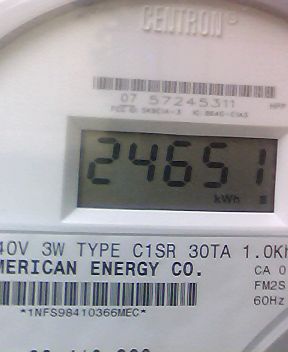 CENTRON
07 57245311
24651
kWh
40V 3W TYPE C1SR 30TA 1.0Kh
MERICAN ENERGY CO.
CA 0
FM2S
60Hz
*1NFS98410366MEC*